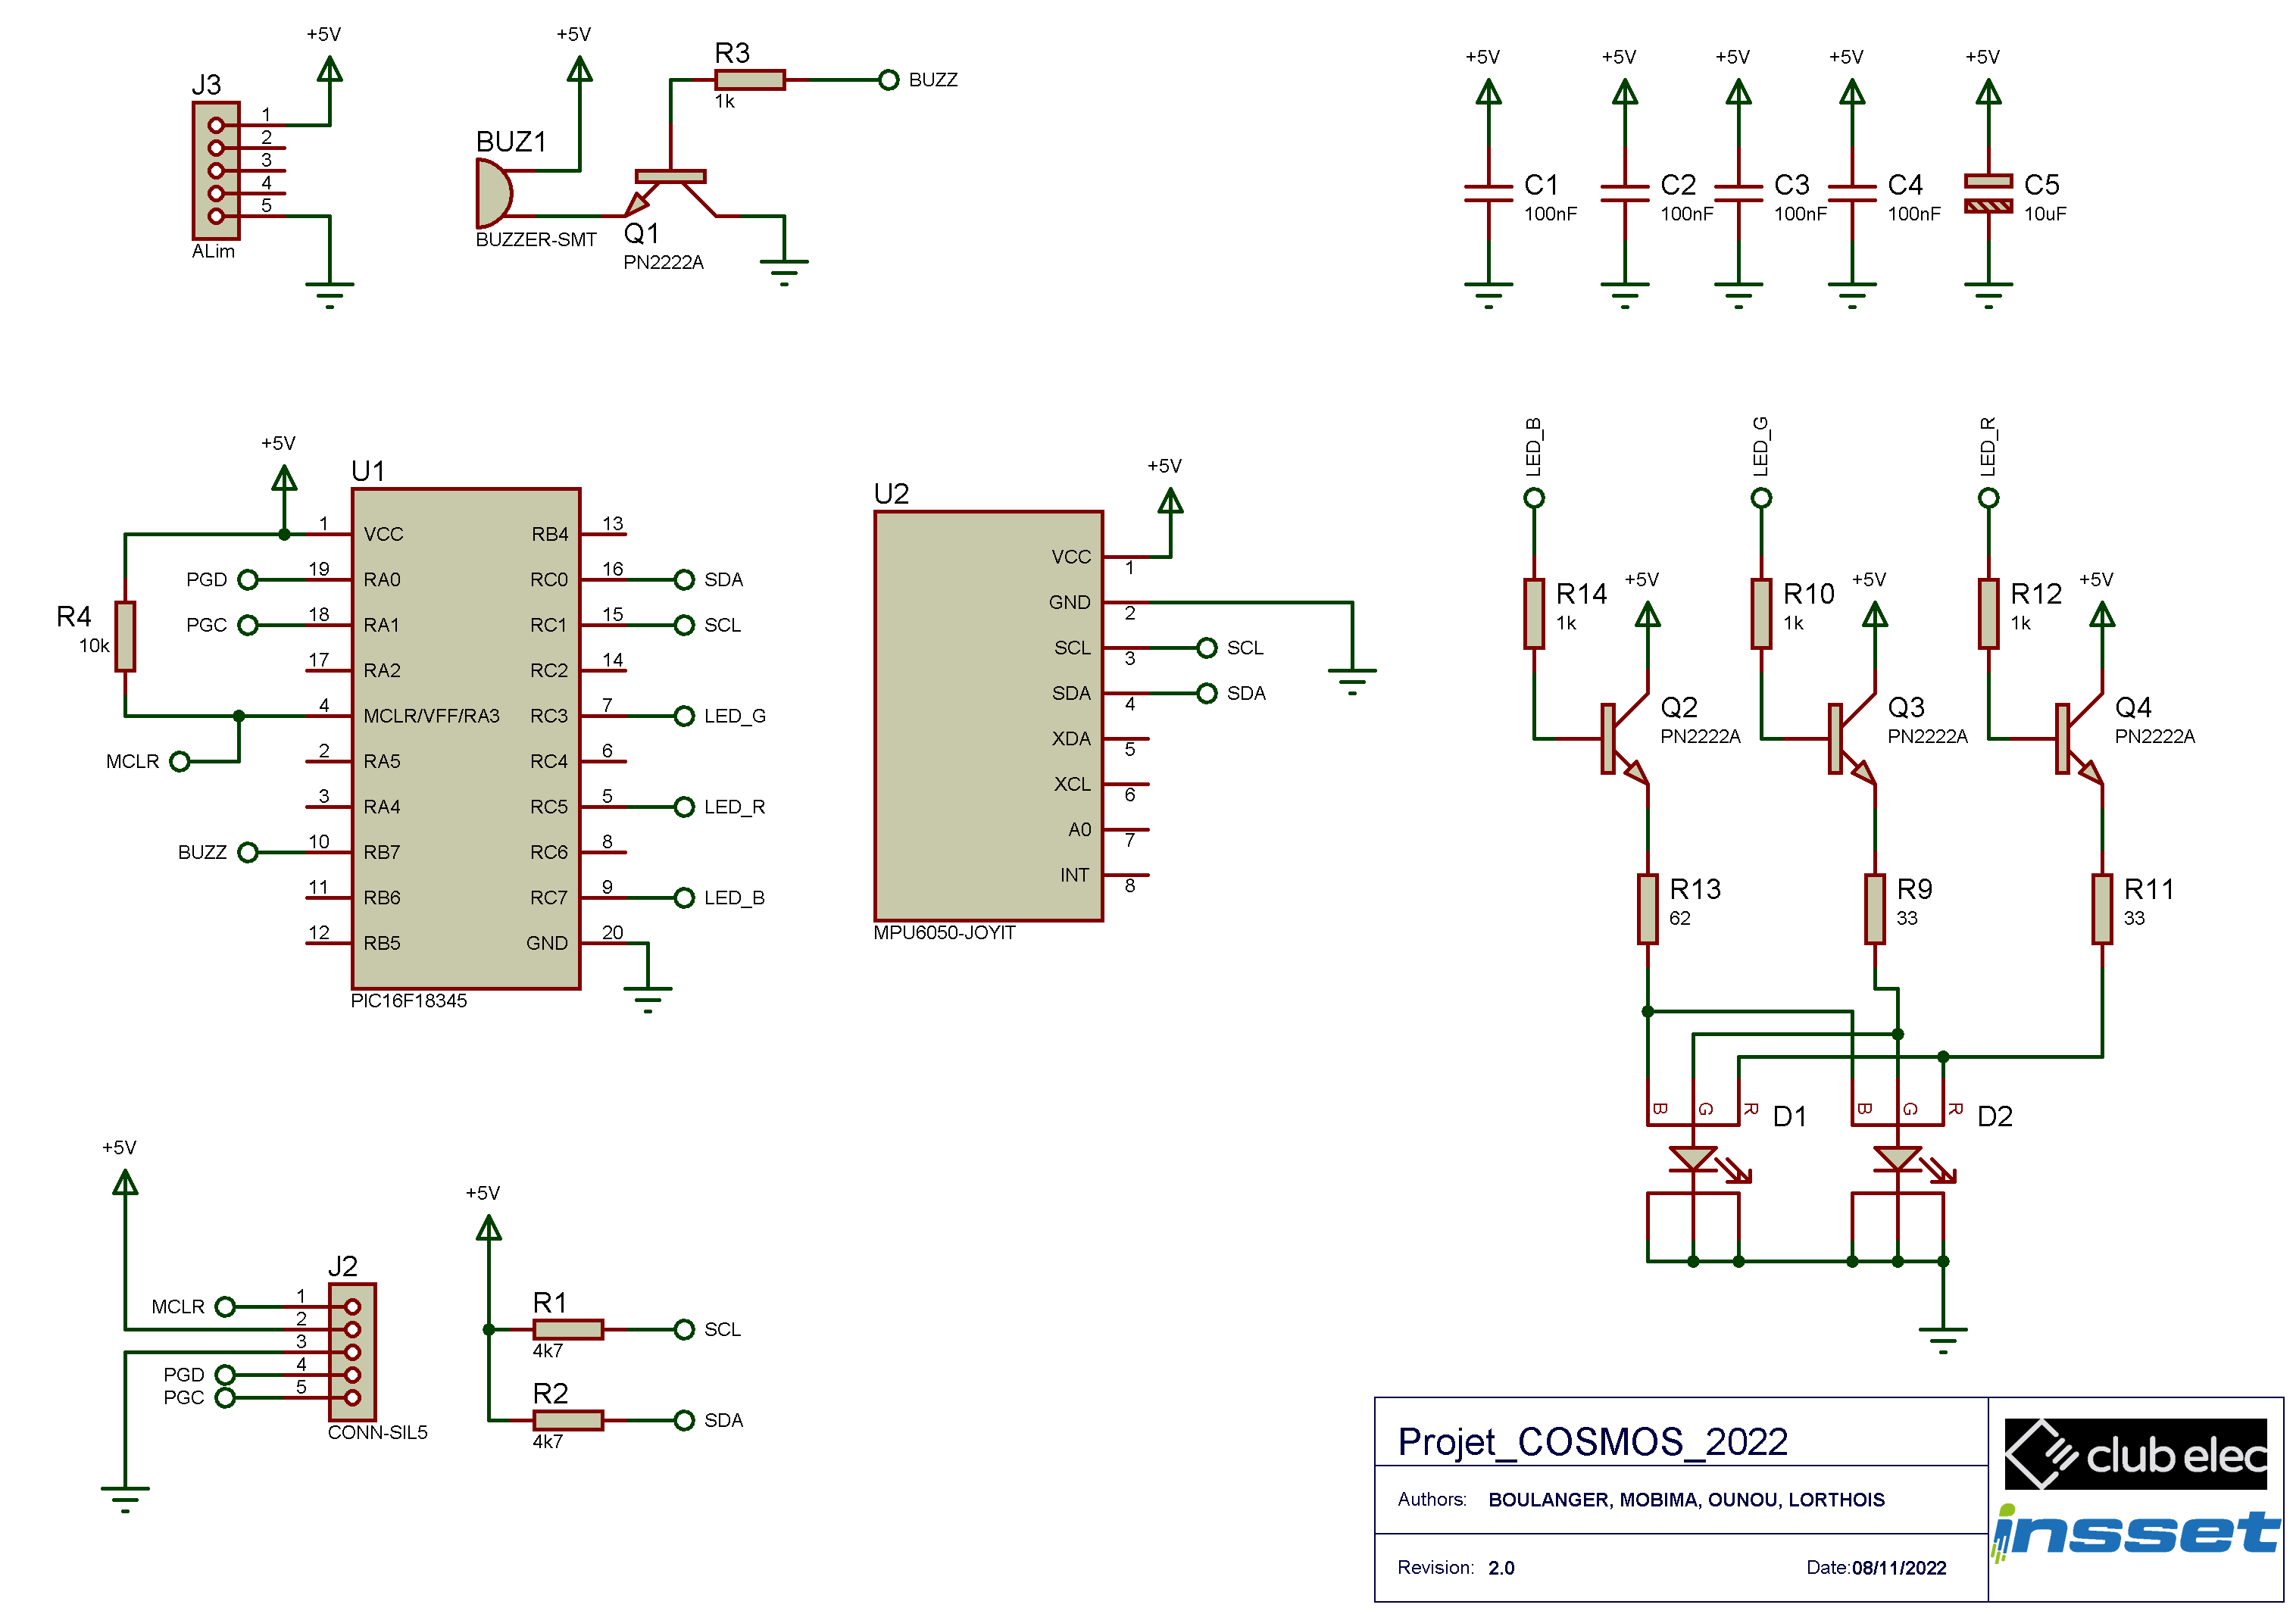 J3
1
2
3
4
5
ALim
+5V
+5V
BUZ1
BUZZER-SMT
R3
1k
BUZZ
Q1
PN2222A
+5V
C1
100nF
+5V
C2
100nF
+5V
C3
100nF
+5V
C4
100nF
+5V
C5
10uF
+5V
R4
10k
U1
1 VCC
PGD 19 RA0
PGC 18 RA1
17 RA2
4 MCLR/VFF/RA3
MCLR
2 RA5
3 RA4
BUZZ 10 RB7
11 RB6
12 RB5
RB4 13
RC0 16 SDA
RC1 15 SCL
RC2 14
RC3 7 LED_G
RC4 6
RC5 5 LED_R
RC6 8
RC7 9 LED_B
GND 20
PIC16F18345
U2
+5V
VCC 1
GND 2
SCL 3 SCL
SDA 4 SDA
XDA 5
XCL 6
A0 7
INT 8
MPU6050-JOYIT
LED_B
R14
1k
+5V
Q2
PN2222A
R13
62
LED_G
R10
1k
+5V
Q3
PN2222A
R9
33
LED_R
R12
1k
+5V
Q4
PN2222A
R11
33
B G R D1
B G R D2
+5V
J2
MCLR 1
2
3
PGD 4
PGC 5
CONN-SIL5
+5V
R1
4k7
SCL
R2
4k7
SDA
Projet_COSMOS_2022
Authors: BOULANGER, MOBIMA, OUNOU, LORTHOIS
Revision: 2.0
Date:08/11/2022
club elec
insset